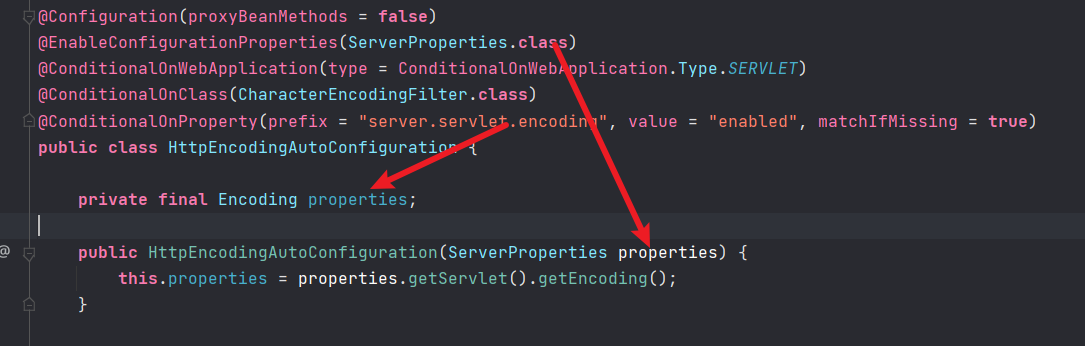 @Configuration(proxyBeanMethods = false)
@EnableConfigurationProperties(ServerProperties.class)
@ConditionalOnWebApplication(type = ConditionalOnWebApplication.Type.SERVLET)
@ConditionalOnClass(CharacterEncodingFilter.class)
@ConditionalOnProperty(prefix = "server.servlet.encoding", value = "enabled", matchIfMissing = true)
public class HttpEncodingAutoConfiguration {
private final Encoding properties;
@ public HttpEncodingAutoConfiguration(ServerProperties properties) {
this.properties = properties.getServlet().getEncoding();
}